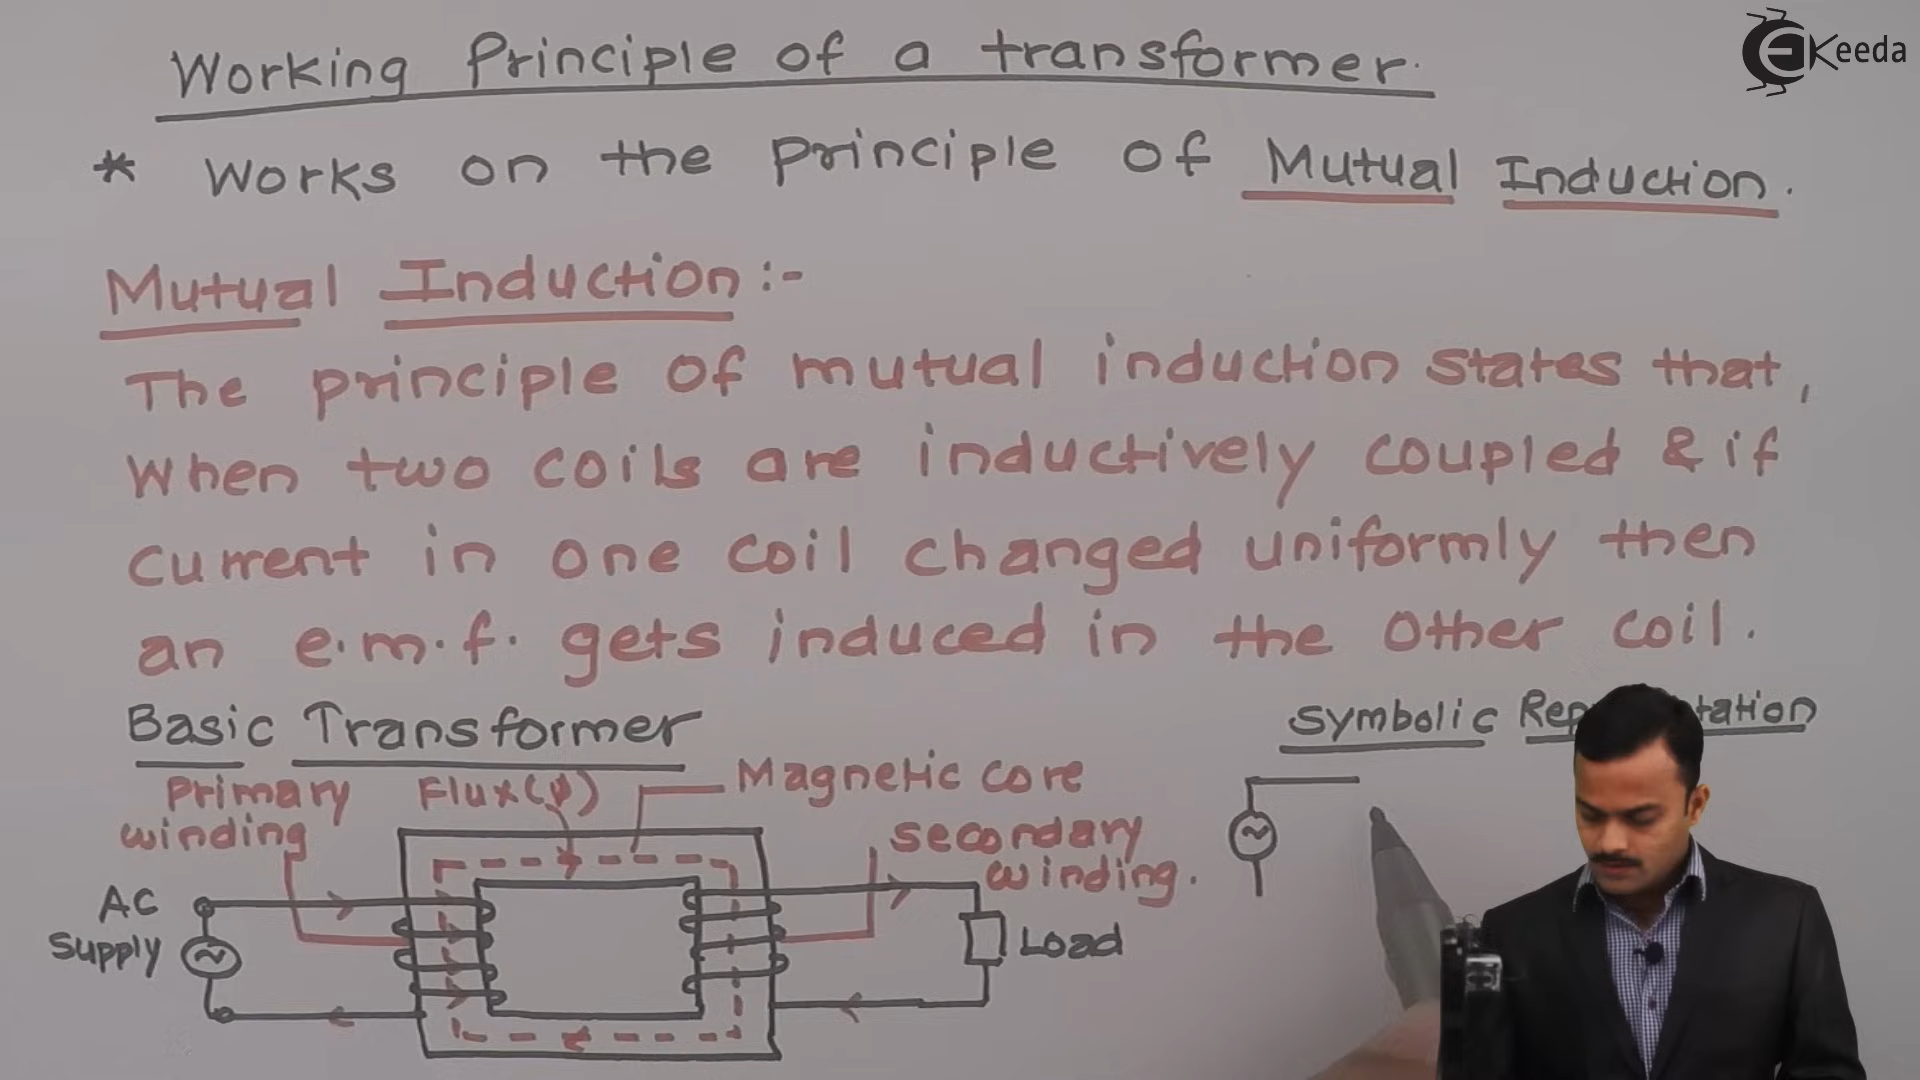 Working Principle of a transformer.
* Works on the principle of Mutual Induction.
Mutual Induction:-
The principle of mutual induction states that,
When two coils are inductively coupled & if
current in one coil changed uniformly then
an e.m.f. gets induced in the other coil.
Basic Transformer
Symbolic
Primary winding
Flux(ψ)
Magnetic core
secondary winding.
AC Supply
Load
EKeeda